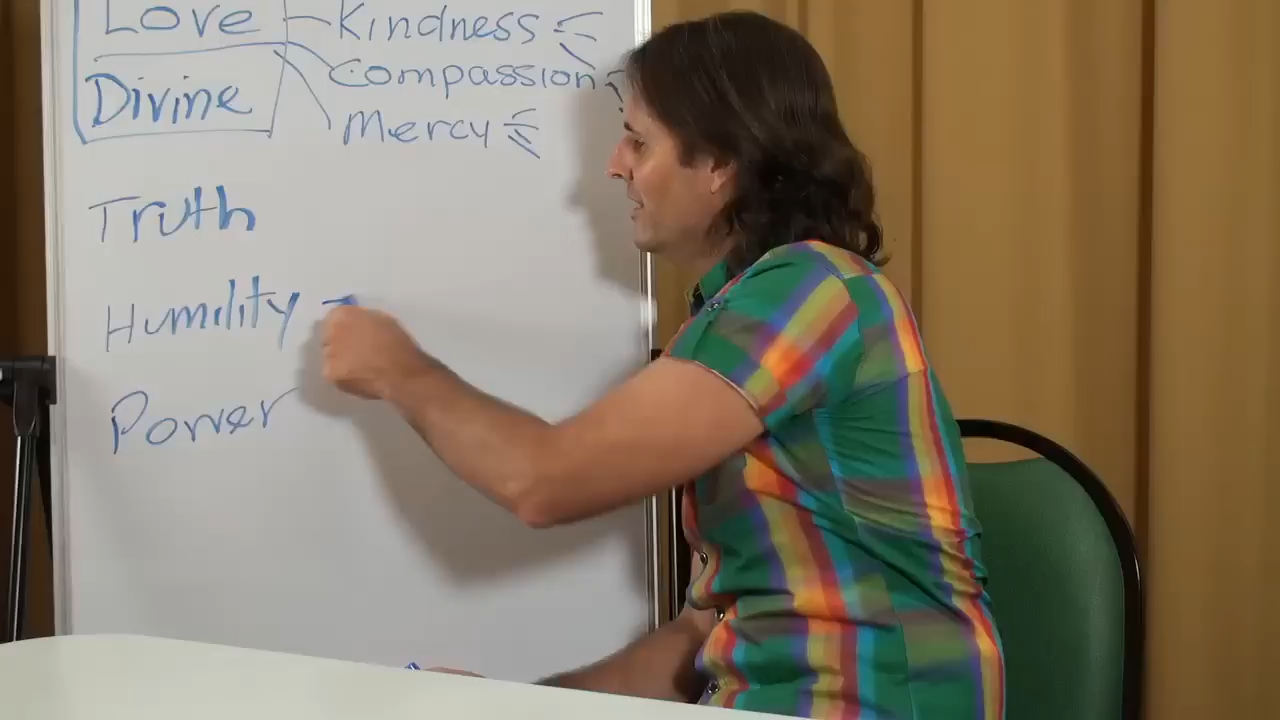 Love - Kindness
Compassion
Divine
Mercy
Truth
Humility -
Power